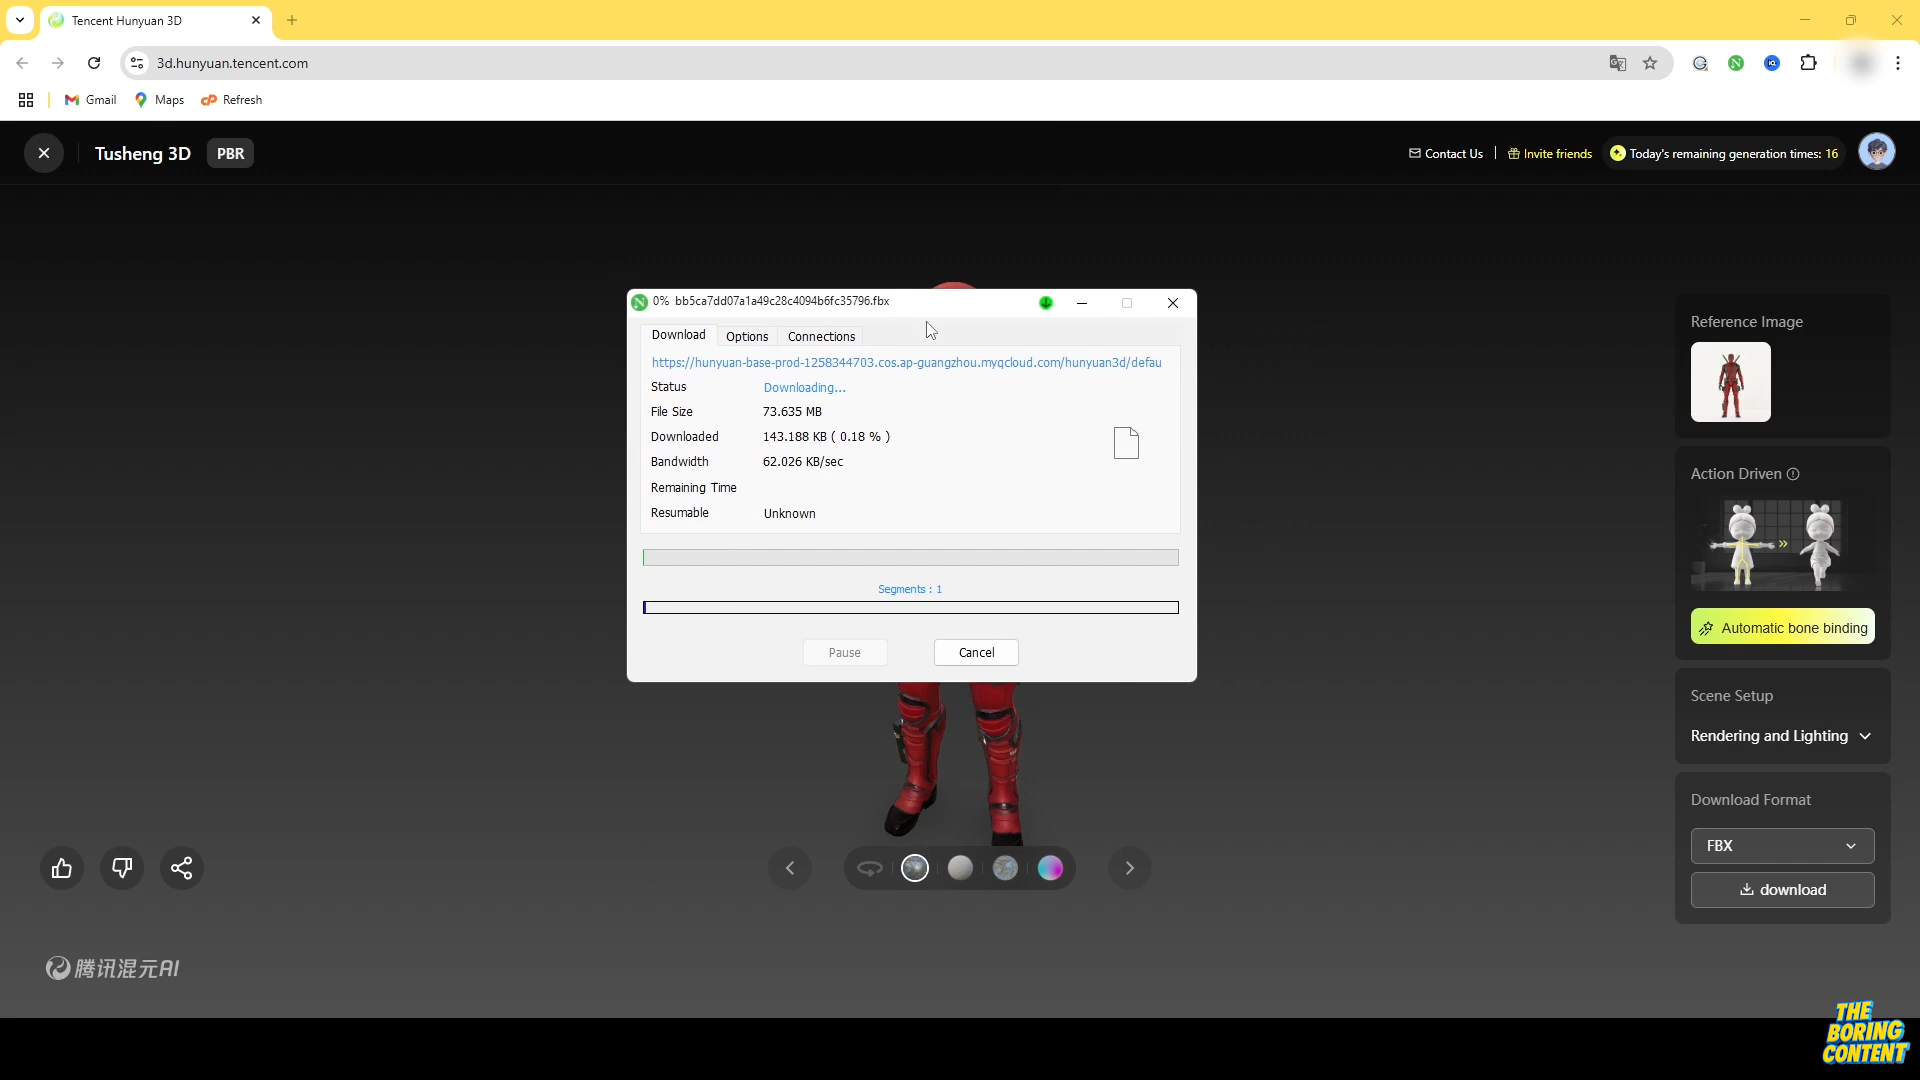 Tencent Hunyuan 3D
3d.hunyuan.tencent.com
Gmail
Maps
Refresh
Tusheng 3D
PBR
Contact Us
Invite friends
Today's remaining generation times: 16
0% bb5ca7dd07a1a49c28c4094b6fc35796.fbx
Download
Options
Connections
https://hunyuan-base-prod-1258344703.cos.ap-guangzhou.myqcloud.com/hunyuan3d/defau
Status Downloading...
File Size 73.635 MB
Downloaded 143.188 KB ( 0.18 % )
Bandwidth 62.026 KB/sec
Remaining Time
Resumable Unknown
Segments : 1
Pause
Cancel
Reference Image
Action Driven
Automatic bone binding
Scene Setup
Rendering and Lighting
Download Format
FBX
download
腾讯混元AI
THE
BORING
CONTENT